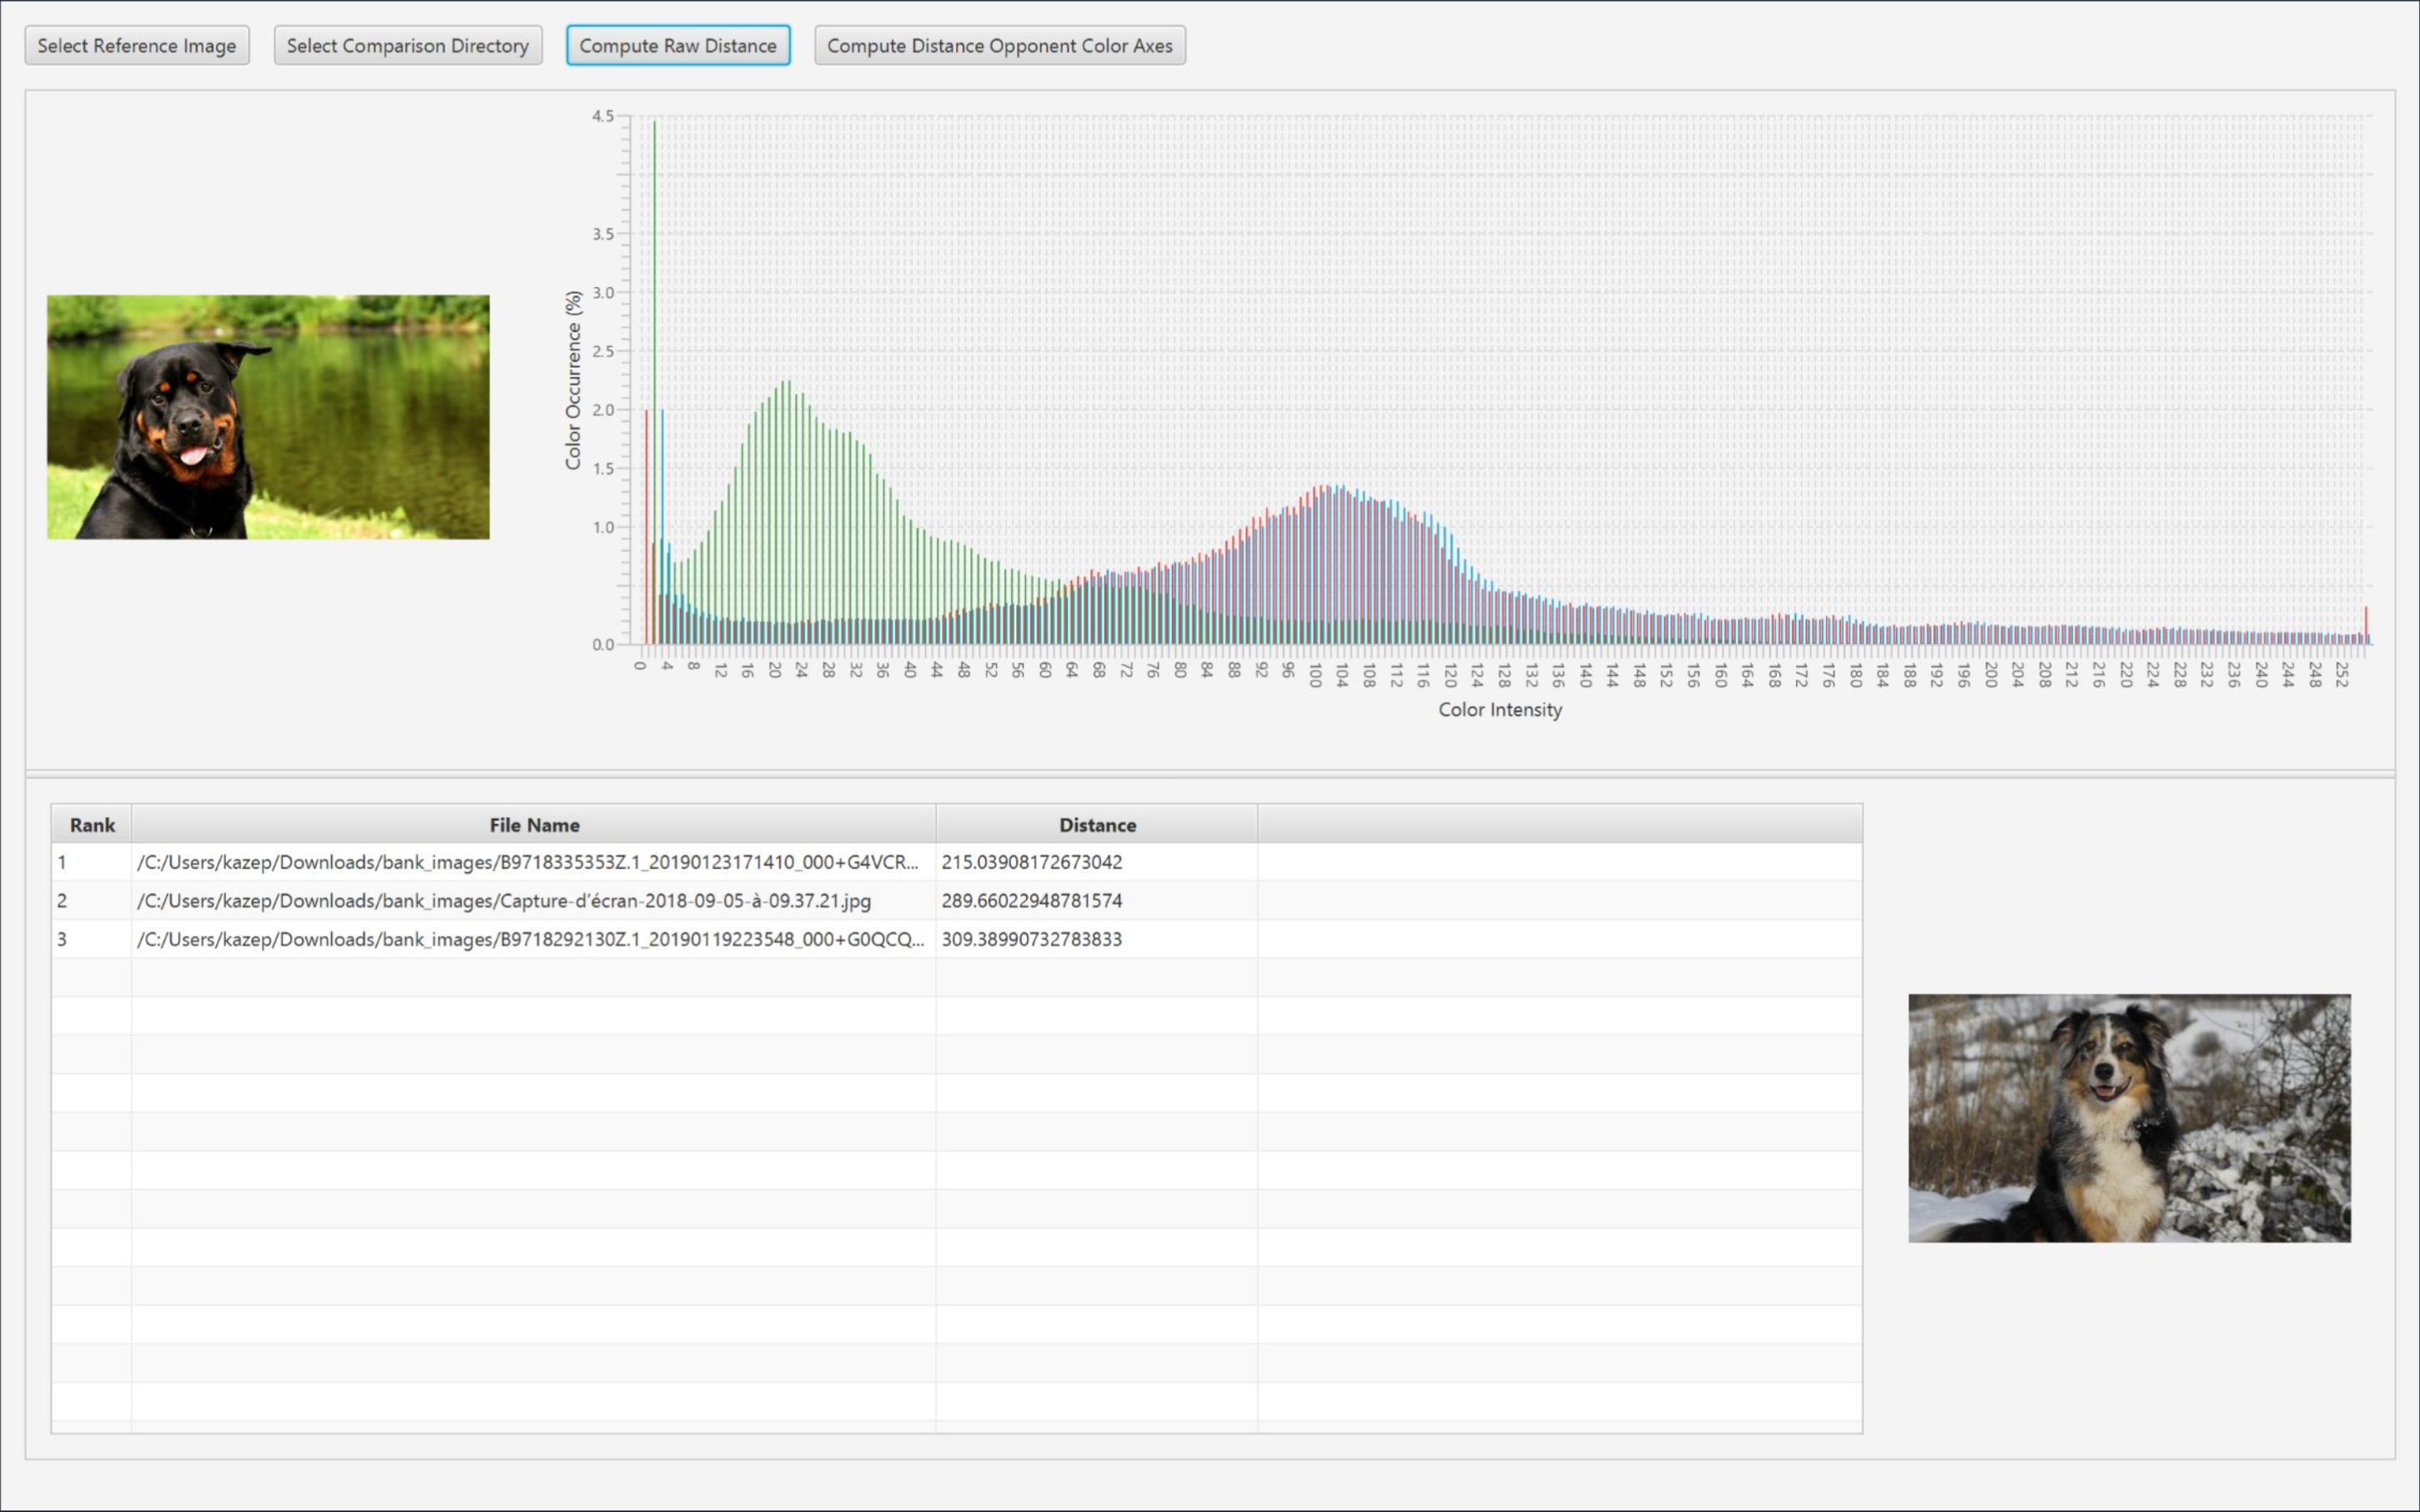 Select Reference Image Select Comparison Directory Compute Raw Distance Compute Distance Opponent Color Axes
4.5
3.5
3.0
2.5
2.0
1.5
1.0
0.0
Color Occurrence (%)
0 4 8 12 16 20 24 28 32 36 40 44 48 52 56 60 64 68 72 76 80 84 88 92 96 100 104 108 112 116 120 124 128 132 136 140 144 148 152 156 160 164 168 172 176 180 184 188 192 196 200 204 208 212 216 220 224 228 232 236 240 244 248 252
Color Intensity
Rank File Name Distance
1 /C:/Users/kazep/Downloads/bank_images/B9718335353Z.1_20190123171410_000+G4VCR... 215.03908172673042
2 /C:/Users/kazep/Downloads/bank_images/Capture-d’écran-2018-09-05-à-09.37.21.jpg 289.66022948781574
3 /C:/Users/kazep/Downloads/bank_images/B9718292130Z.1_20190119223548_000+G0QCQ... 309.38990732783833